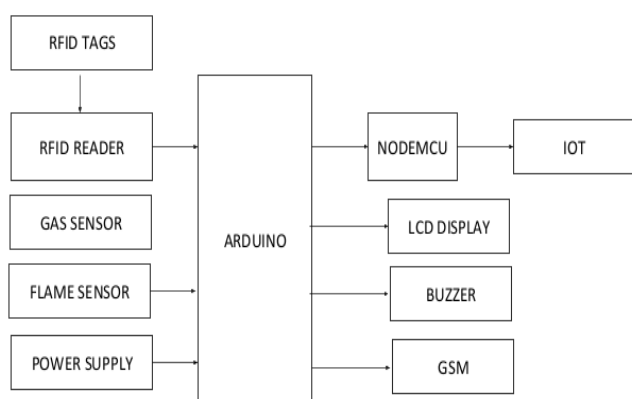 RFID TAGS
RFID READER
GAS SENSOR
FLAME SENSOR
POWER SUPPLY
ARDUINO
NODEMCU
IOT
LCD DISPLAY
BUZZER
GSM